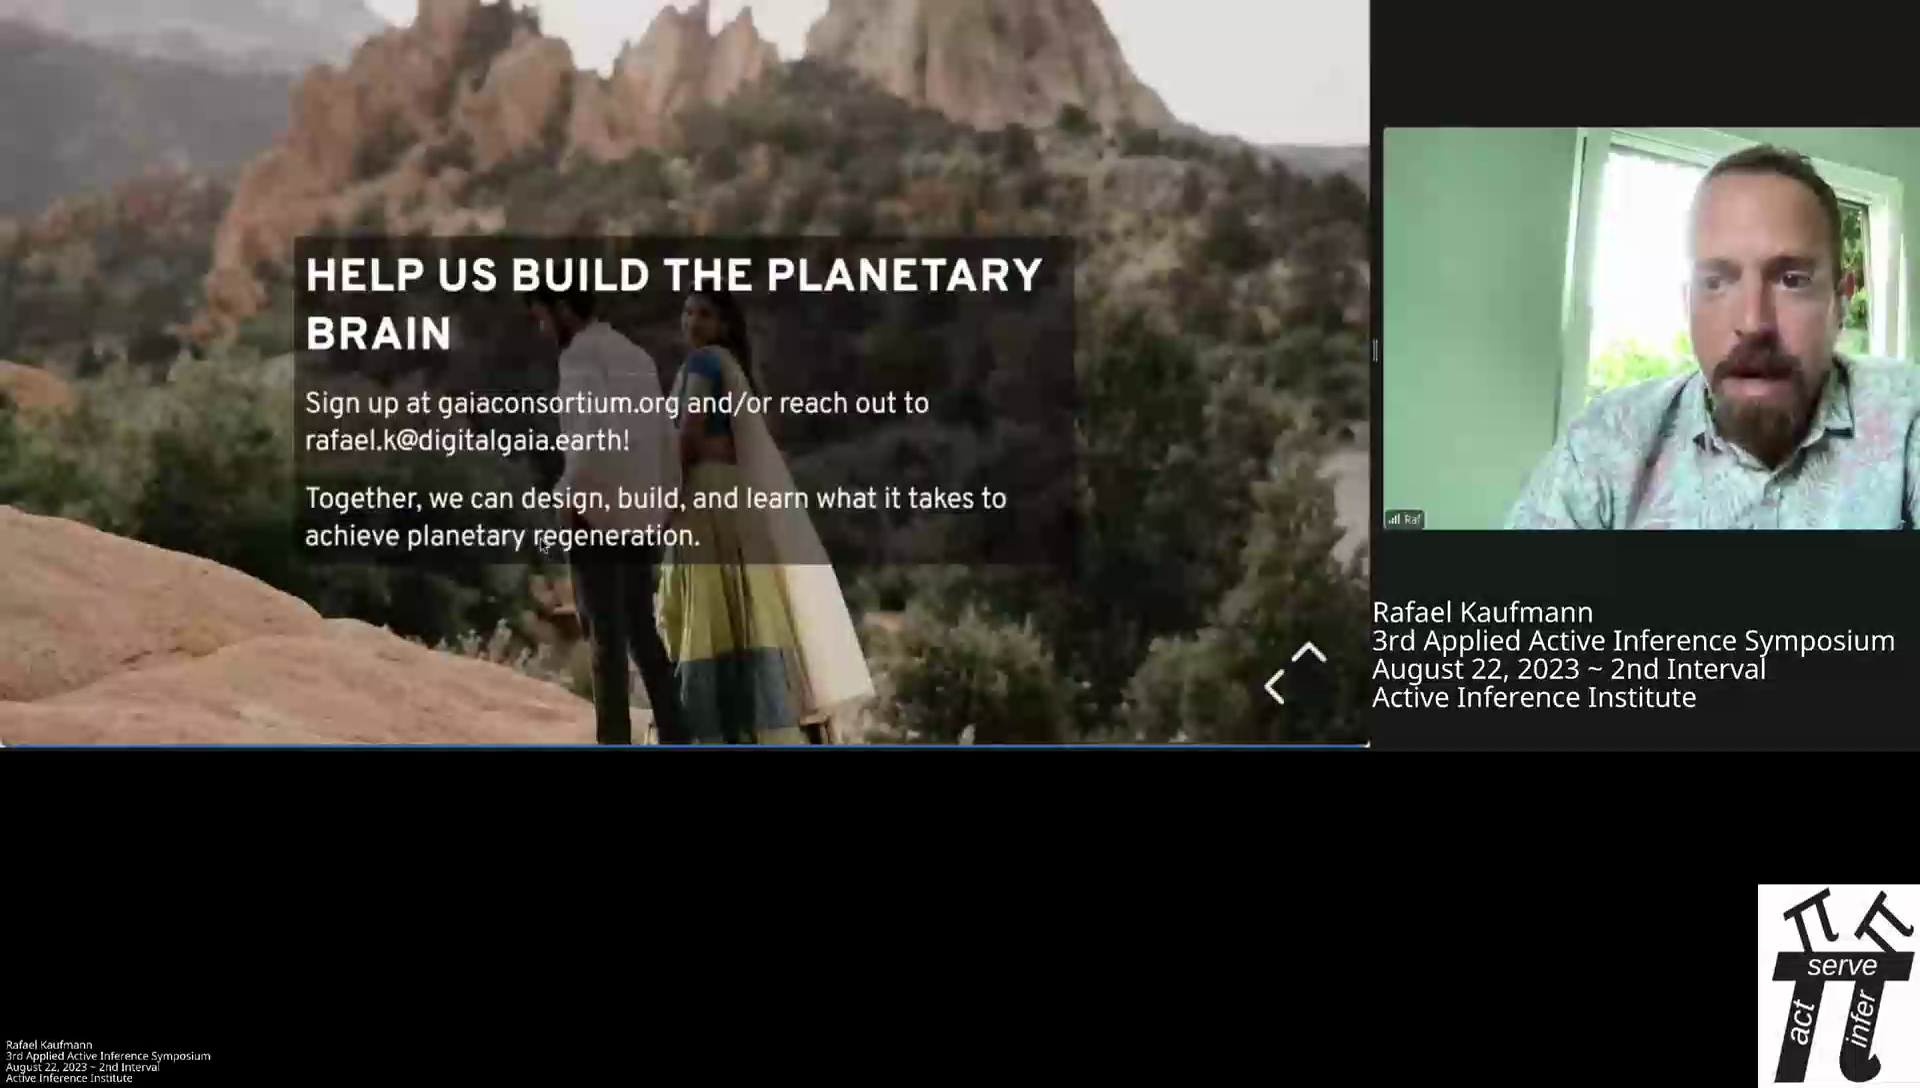 HELP US BUILD THE PLANETARY
BRAIN
Sign up at gaiaconsortium.org and/or reach out to
rafael.k@digitalgaia.earth!
Together, we can design, build, and learn what it takes to
achieve planetary regeneration.
Raf
Rafael Kaufmann
3rd Applied Active Inference Symposium
August 22, 2023 ~ 2nd Interval
Active Inference Institute
serve
act
infer
Rafael Kaufmann
3rd Applied Active Inference Symposium
August 22, 2023 ~ 2nd Interval
Active Inference Institute